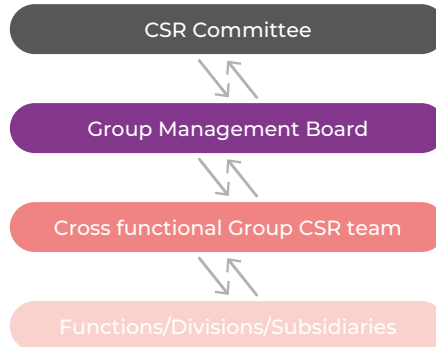 CSR Committee
Group Management Board
Cross functional Group CSR team
Functions/Divisions/Subsidiaries